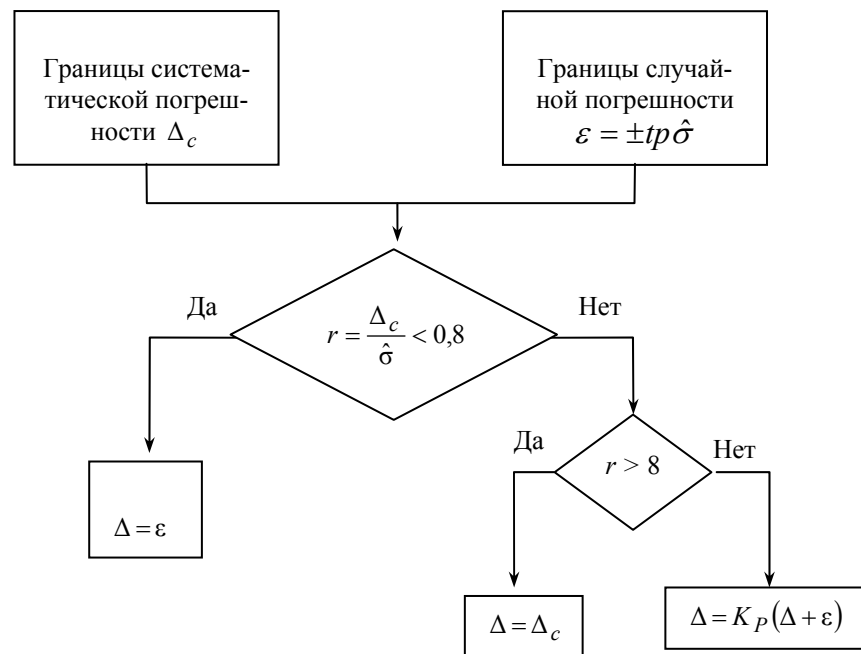 Границы система-
тической погреш-
ности Δ_c
Границы случай-
ной погрешности
ε = ±tpσ̂
Да
Нет
r = Δ_c / σ̂ < 0,8
Да
Нет
r > 8
Δ = ε
Δ = Δ_c
Δ = K_P(Δ + ε)